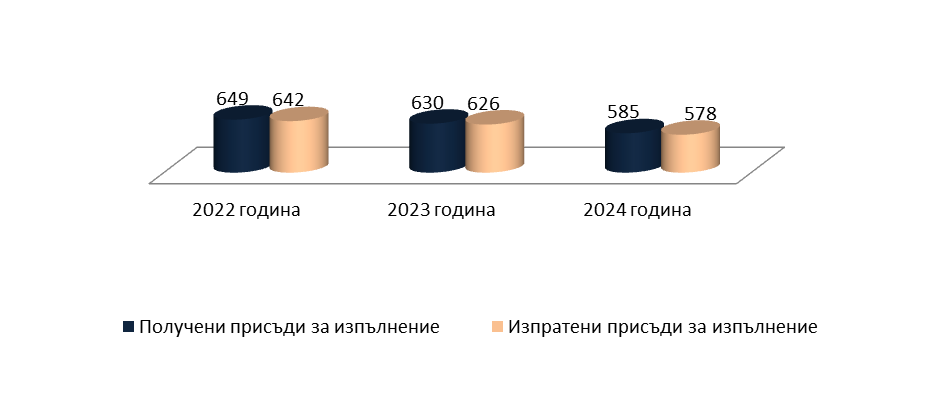 649 642 630 626 585 578
2022 година 2023 година 2024 година
Получени присъди за изпълнение Изпратени присъди за изпълнение